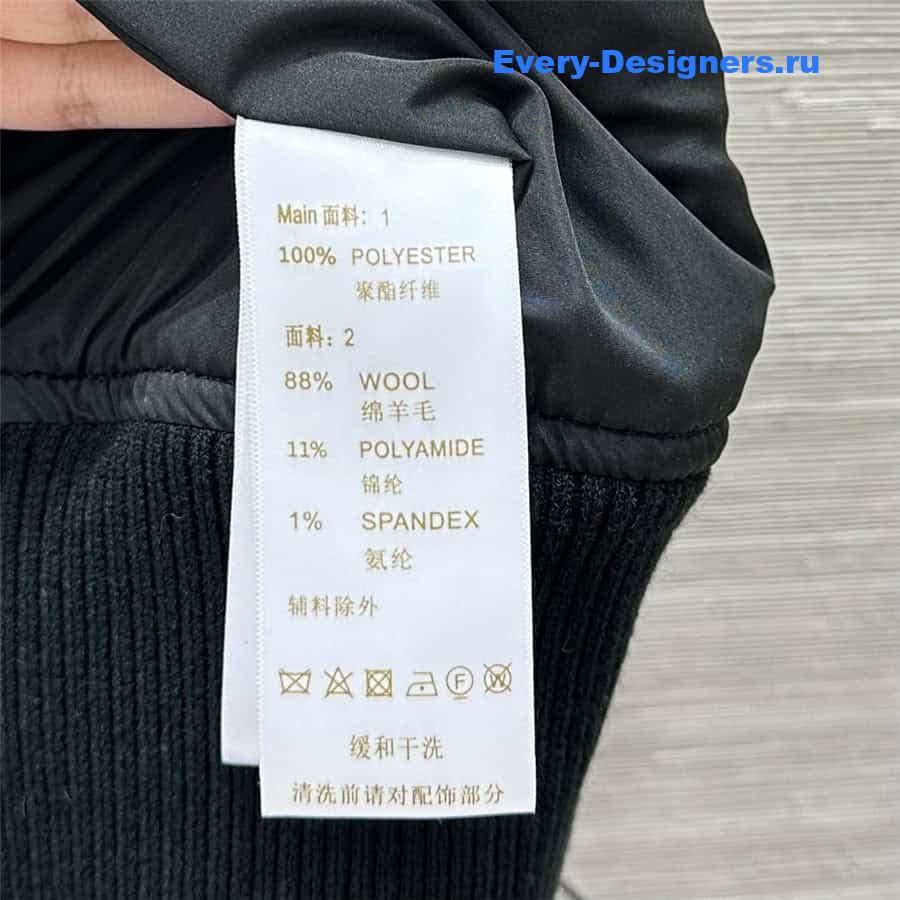 Every-Designers.ru
Main 面料：1
100% POLYESTER
聚酯纤维
面料：2
88% WOOL
绵羊毛
11% POLYAMIDE
锦纶
1% SPANDEX
氨纶
辅料除外
F W
缓和干洗
清洗前请对配饰部分